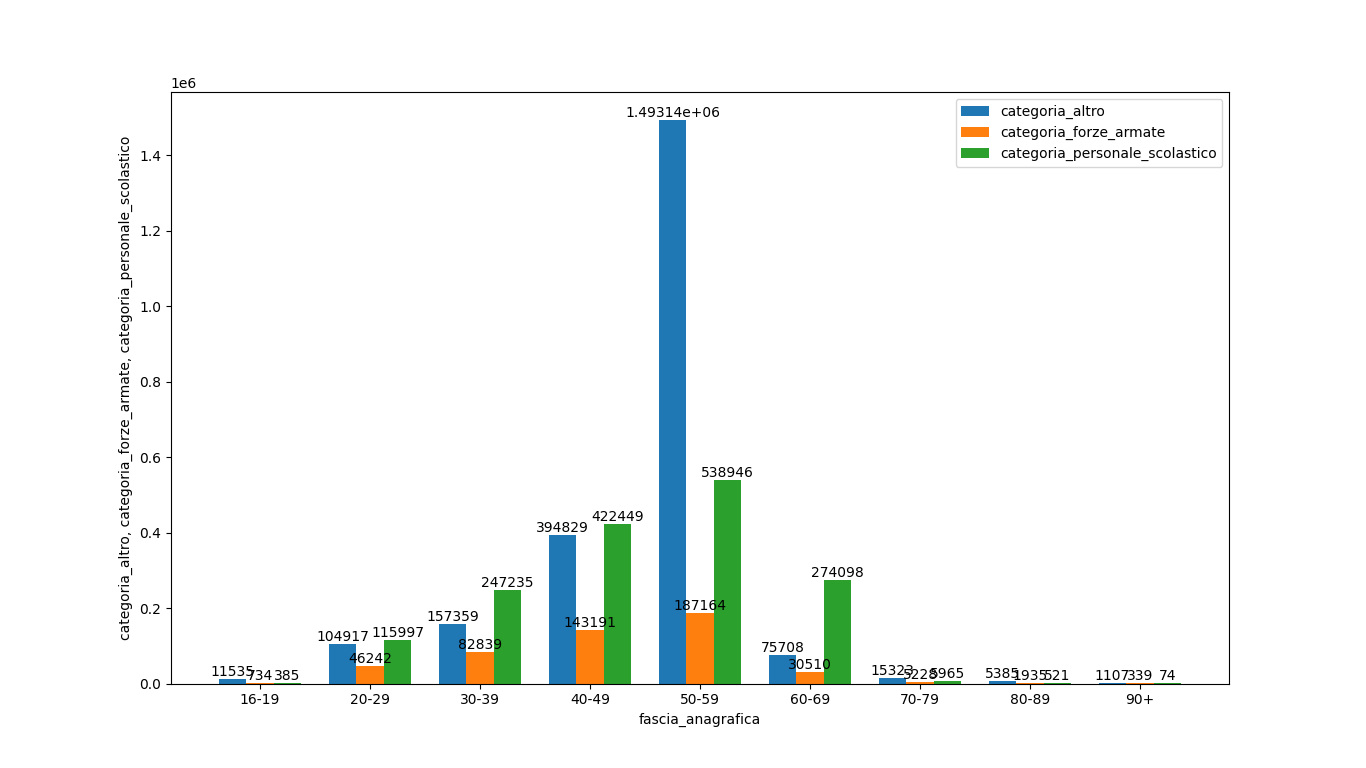 1e6
categoria_altro
categoria_forze_armate
categoria_personale_scolastico
categoria_altro, categoria_forze_armate, categoria_personale_scolastico
1.4
1.2
1.0
0.8
0.6
0.4
0.2
0.0
11535 734 385
104917 46242 115997
157359 82839 247235
394829 143191 422449
1.49314e+06 187164 538946
75708 30510 274098
15323 5228 5965
5385 1935 521
1107 339 74
16-19 20-29 30-39 40-49 50-59 60-69 70-79 80-89 90+
fascia_anagrafica